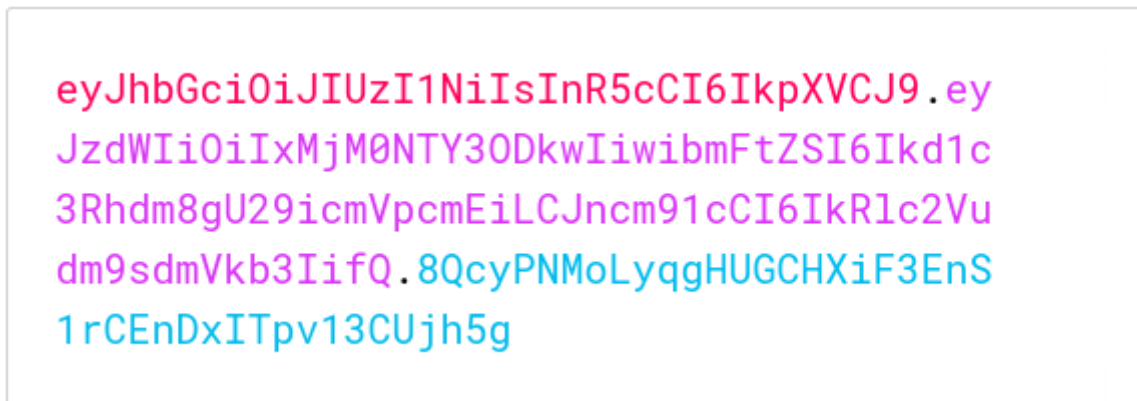 eyJhbGciOiJIUzI1NiIsInR5cCI6IkpXVCJ9.ey
JzdWIiOiIxMjM0NTY3ODkwIiwibmFtZSI6Ikd1c
3Rhdm8gU29icmVpcmEiLCJncm91cCI6IkRlc2Vu
dm9sdmVkb3IifQ.8QcyPNMoLyqgHUGCHXiF3EnS
1rCEnDxITpv13CUjh5g